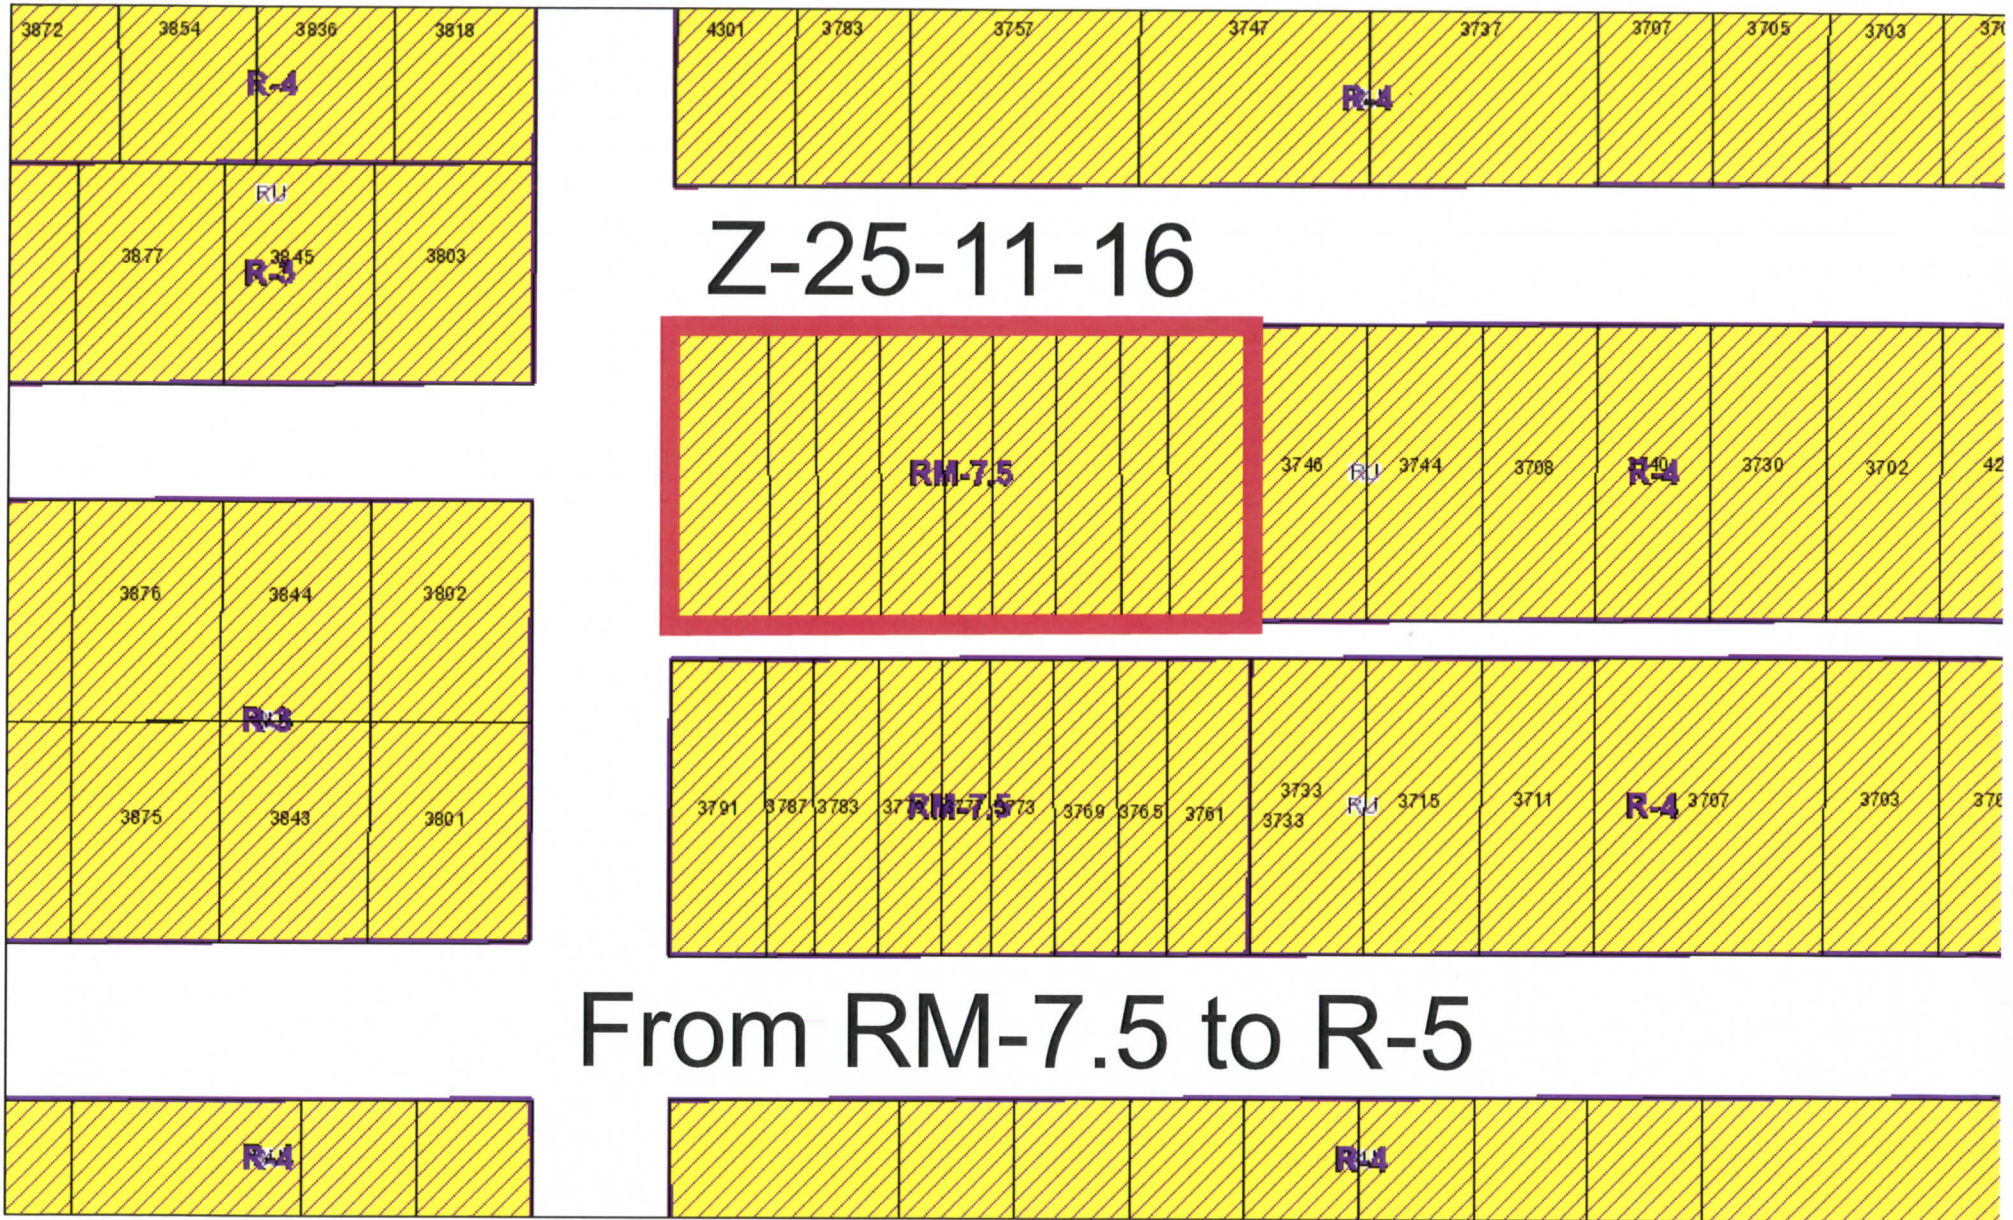 3872 3854 3836 3818 4301 3783 3757 3747 3737 3707 3705 3703
R-4 R-4
RU
3877 3845 3803
R-3
Z-25-11-16
RM-7.5 3746 RU 3744 3708 R-4 3730 3702
3876 3844 3802
R-3
3875 3843 3801
3791 3787 3783 RM-7.5 3769 3765 3761 3733 RU 3715 3711 R-4 3707 3703
3733
From RM-7.5 to R-5
R-4 R-4